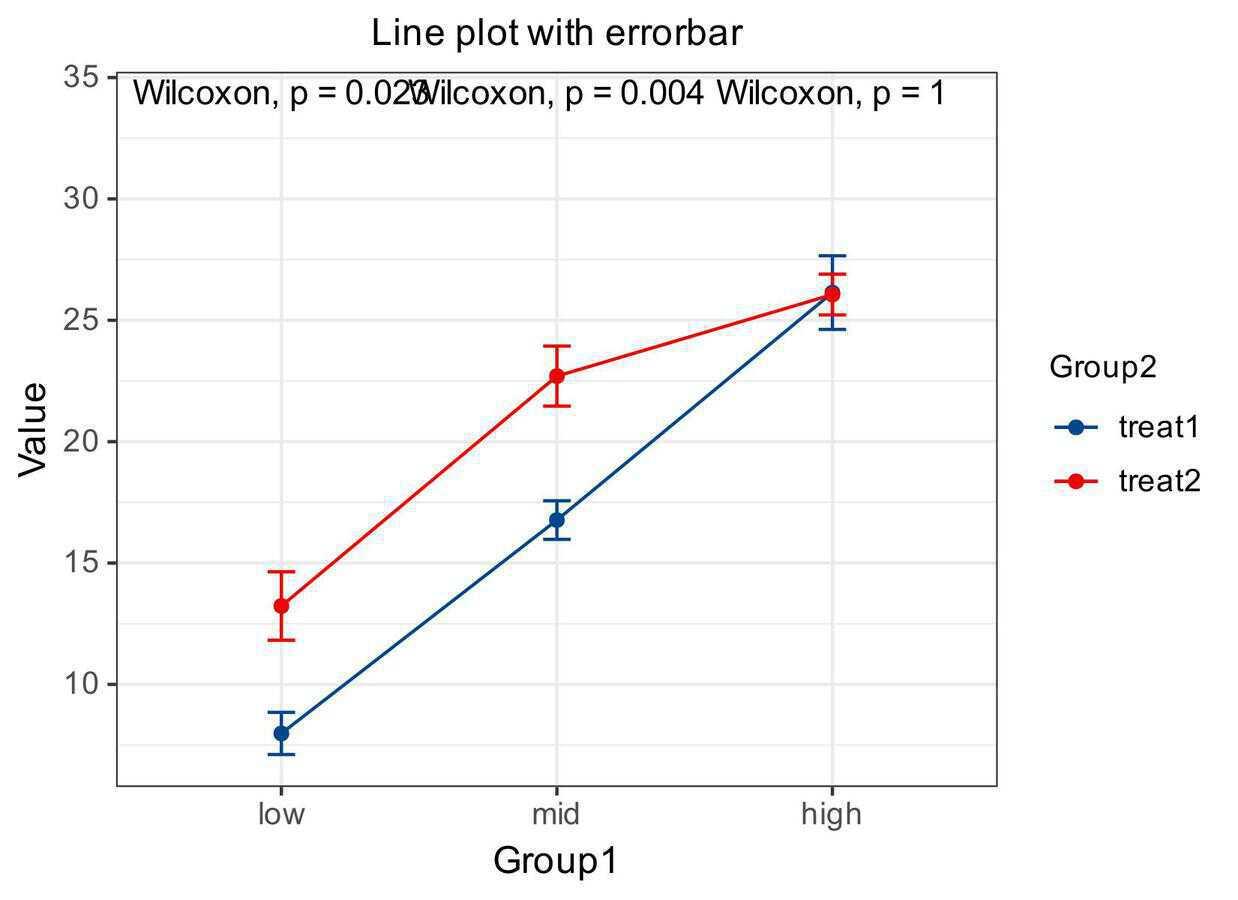 Line plot with errorbar
Wilcoxon, p = 0.023 Wilcoxon, p = 0.004 Wilcoxon, p = 1
35
30
25
20
15
10
Value
low mid high
Group1
Group2
treat1
treat2